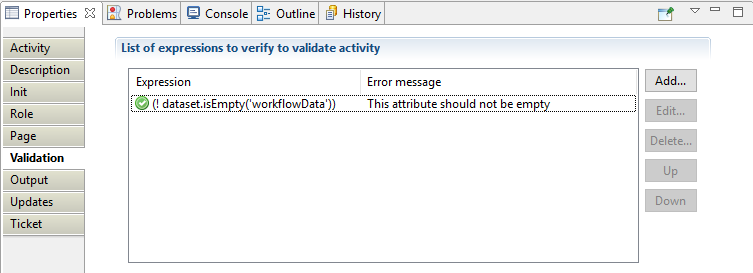 Properties Problems Console Outline History
List of expressions to verify to validate activity
Activity
Description
Init
Role
Page
Validation
Output
Updates
Ticket
Expression Error message
(! dataset.isEmpty('workflowData')) This attribute should not be empty
Add...
Edit...
Delete...
Up
Down